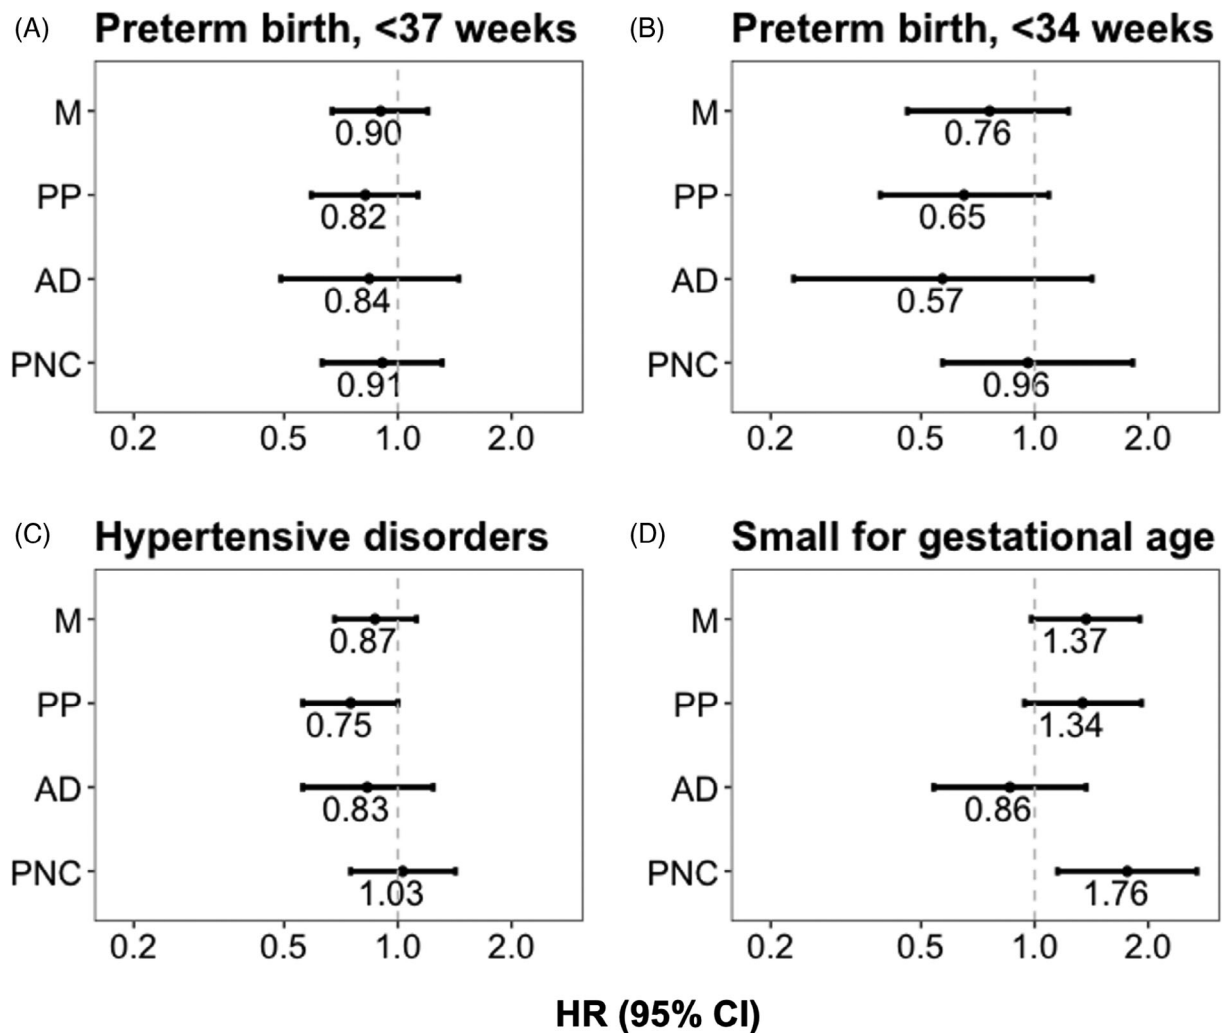 (A) Preterm birth, <37 weeks
M
0.90
PP
0.82
AD
0.84
PNC
0.91
0.2 0.5 1.0 2.0
(B) Preterm birth, <34 weeks
M
0.76
PP
0.65
AD
0.57
PNC
0.96
0.2 0.5 1.0 2.0
(C) Hypertensive disorders
M
0.87
PP
0.75
AD
0.83
PNC
1.03
0.2 0.5 1.0 2.0
(D) Small for gestational age
M
1.37
PP
1.34
AD
0.86
PNC
1.76
0.2 0.5 1.0 2.0
HR (95% CI)